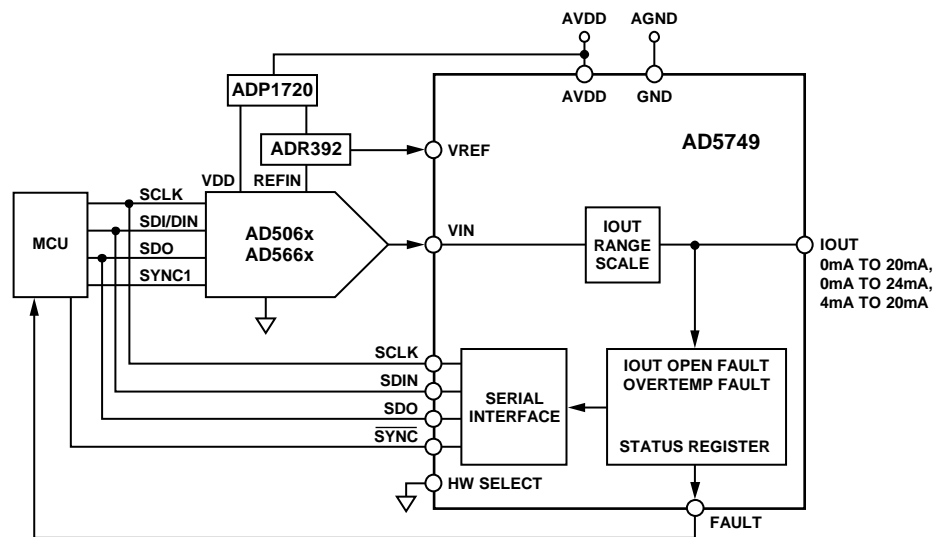 AVDD
AGND
ADP1720
AVDD
GND
AD5749
ADR392
VREF
VDD
REFIN
MCU
SCLK
SDI/DIN
SDO
SYNC1
AD506x
AD566x
VIN
IOUT
RANGE
SCALE
IOUT
0mA TO 20mA,
0mA TO 24mA,
4mA TO 20mA
SCLK
SDIN
SDO
SYNC
SERIAL
INTERFACE
IOUT OPEN FAULT
OVERTEMP FAULT
STATUS REGISTER
HW SELECT
FAULT